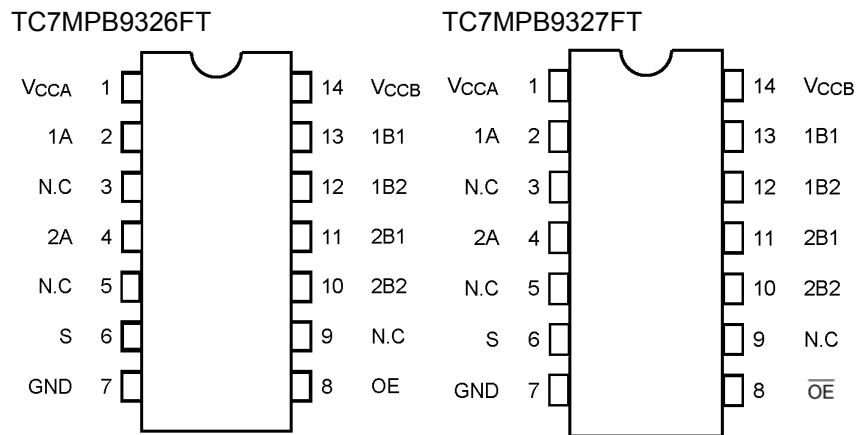 TC7MPB9326FT
VCCA 1 14 VCCB
1A 2 13 1B1
N.C 3 12 1B2
2A 4 11 2B1
N.C 5 10 2B2
S 6 9 N.C
GND 7 8 OE
TC7MPB9327FT
VCCA 1 14 VCCB
1A 2 13 1B1
N.C 3 12 1B2
2A 4 11 2B1
N.C 5 10 2B2
S 6 9 N.C
GND 7 8 O̅E̅